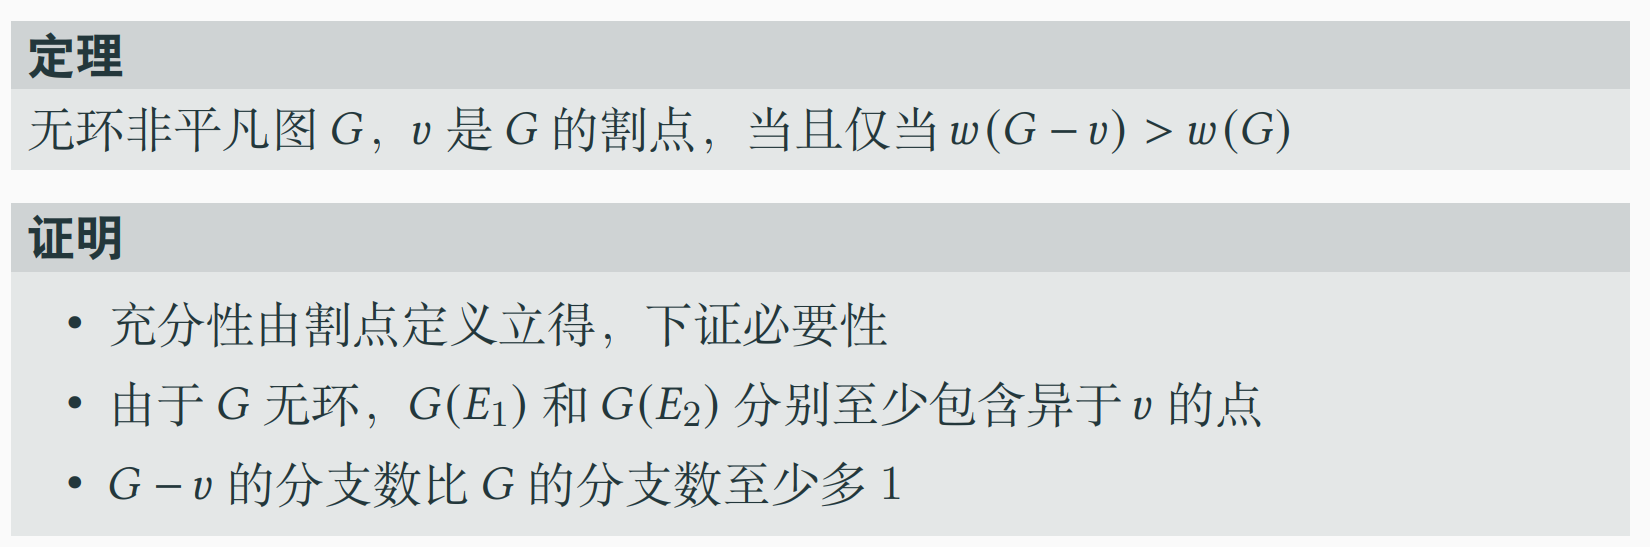 定理
无环非平凡图 G，v 是 G 的割点，当且仅当 w(G − v) > w(G)
证明
• 充分性由割点定义立得，下证必要性
• 由于 G 无环，G(E₁) 和 G(E₂) 分别至少包含异于 v 的点
• G − v 的分支数比 G 的分支数至少多 1